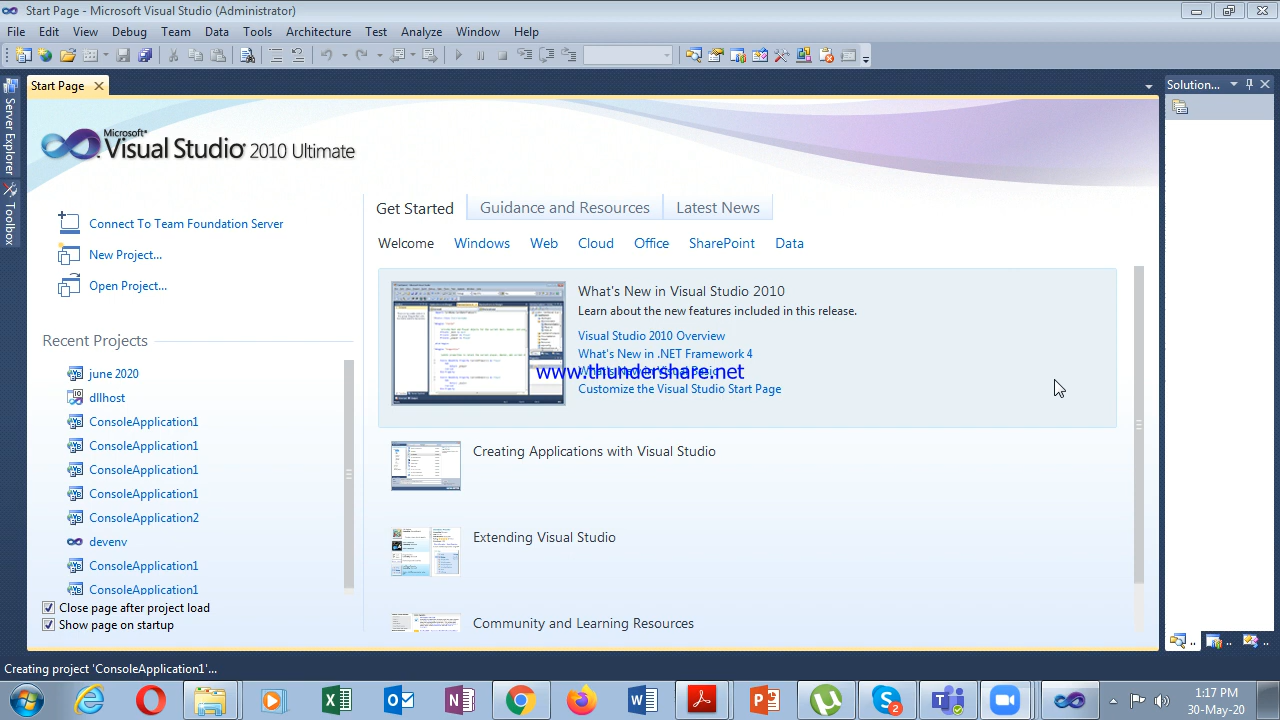 Start Page - Microsoft Visual Studio (Administrator)
File Edit View Debug Team Data Tools Architecture Test Analyze Window Help
Start Page
Solution...
Server Explorer
Toolbox
Microsoft®
Visual Studio® 2010 Ultimate
Connect To Team Foundation Server
New Project...
Open Project...
Recent Projects
june 2020
dllhost
ConsoleApplication1
ConsoleApplication1
ConsoleApplication1
ConsoleApplication1
ConsoleApplication2
devenv
ConsoleApplication1
Close page after project load
Show page on startup
Get Started Guidance and Resources Latest News
Welcome Windows Web Cloud Office SharePoint Data
What's New in Visual Studio 2010
Learn about the new features included in this release.
Visual Studio 2010 Overview
What's New in .NET Framework 4
www.thundershare.net
Customize the Visual Studio Start Page
Creating Applications with Visual Studio
Extending Visual Studio
Community and Learning Resources
Creating project 'ConsoleApplication1'...
2
1:17 PM
30-May-20